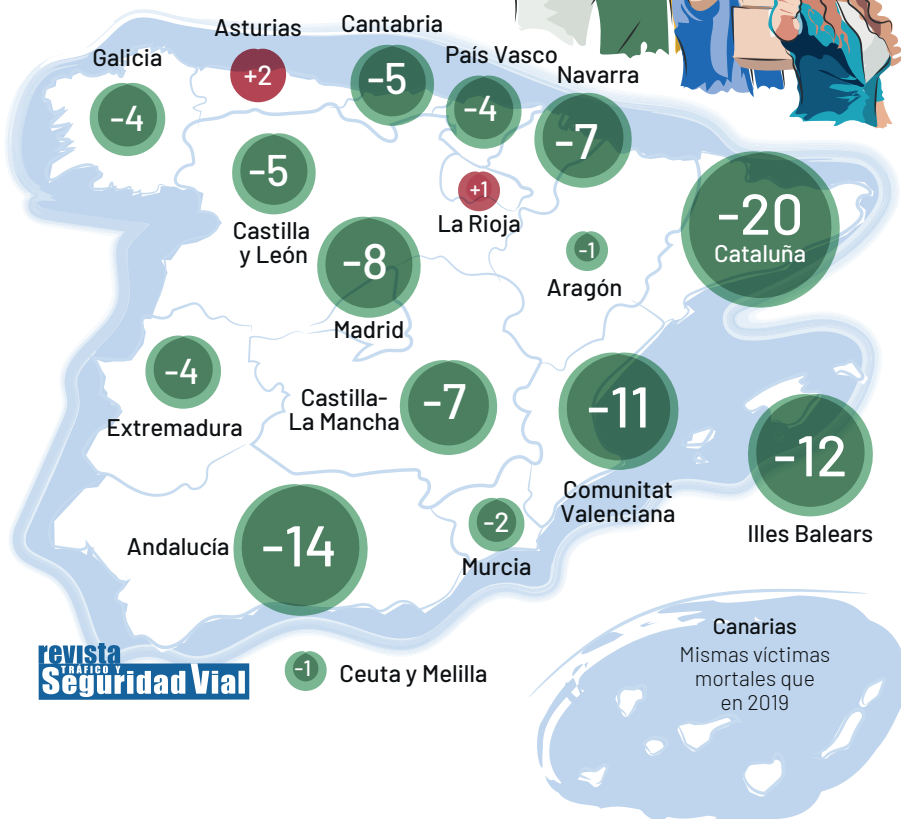 Asturias
+2
Cantabria
-5
Galicia
-4
País Vasco
-4
Navarra
-7
-5
Castilla
y León
+1
La Rioja
-20
Cataluña
-8
Madrid
-1
Aragón
-4
Extremadura
Castilla-
La Mancha
-7
-11
Comunitat
Valenciana
-12
Illes Balears
Andalucía
-14
-2
Murcia
Canarias
Mismas víctimas
mortales que
en 2019
revista
TRÁFICO Y
Seguridad Vial
-1
Ceuta y Melilla